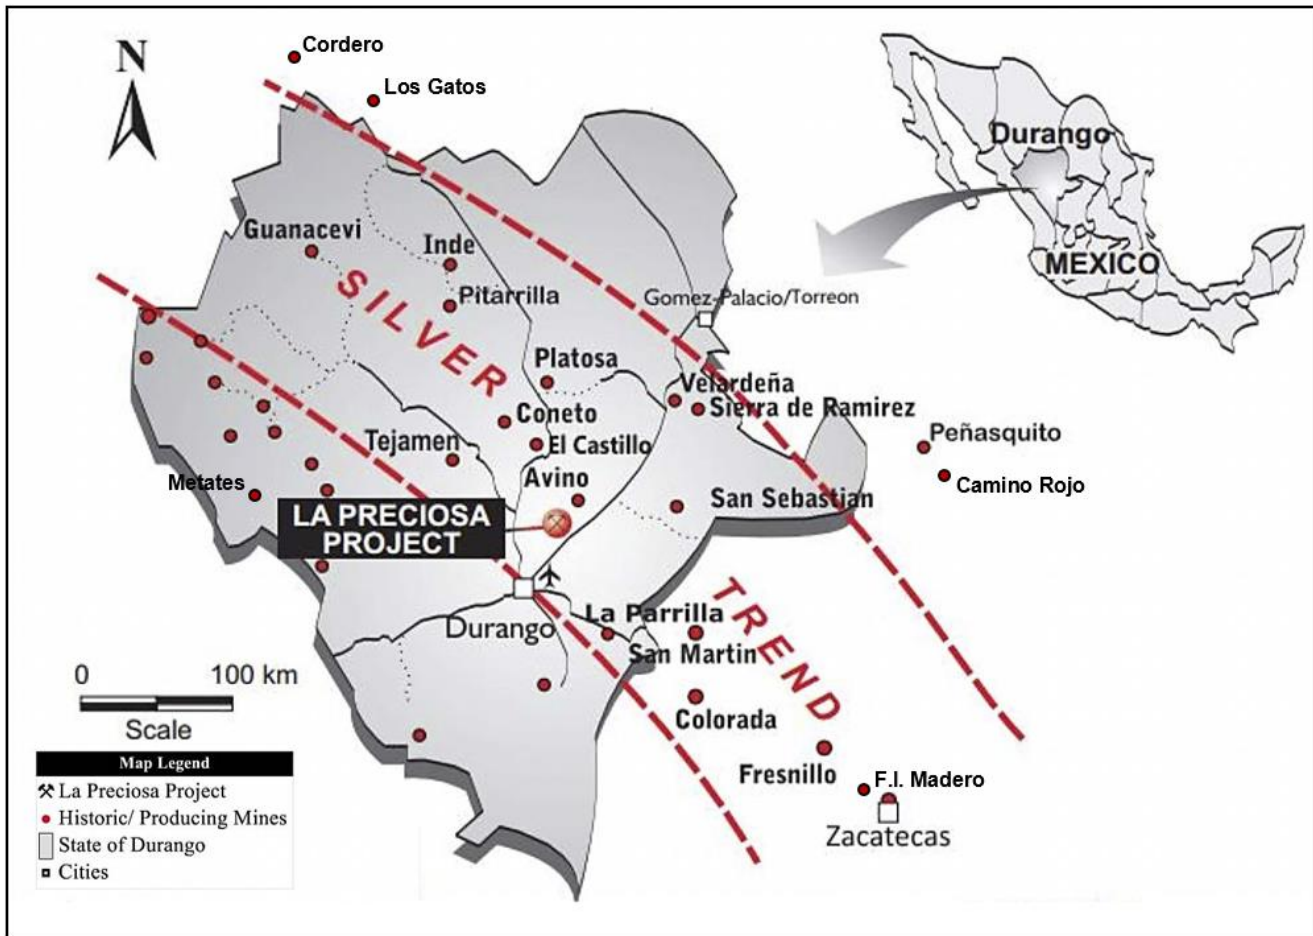 N
Cordero
Los Gatos
Durango
MEXICO
Guanacevi
Inde
Pitarrilla
SILVER
Gomez-Palacio/Torreon
Platosa
Velardeña
Sierra de Ramirez
Coneto
Tejamen
El Castillo
Peñasquito
Camino Rojo
Metates
Avino
San Sebastian
LA PRECIOSA
PROJECT
TREND
La Parrilla
Durango
San Martin
Colorada
Fresnillo
F.I. Madero
Zacatecas
0 100 km
Scale
Map Legend
La Preciosa Project
Historic/ Producing Mines
State of Durango
Cities